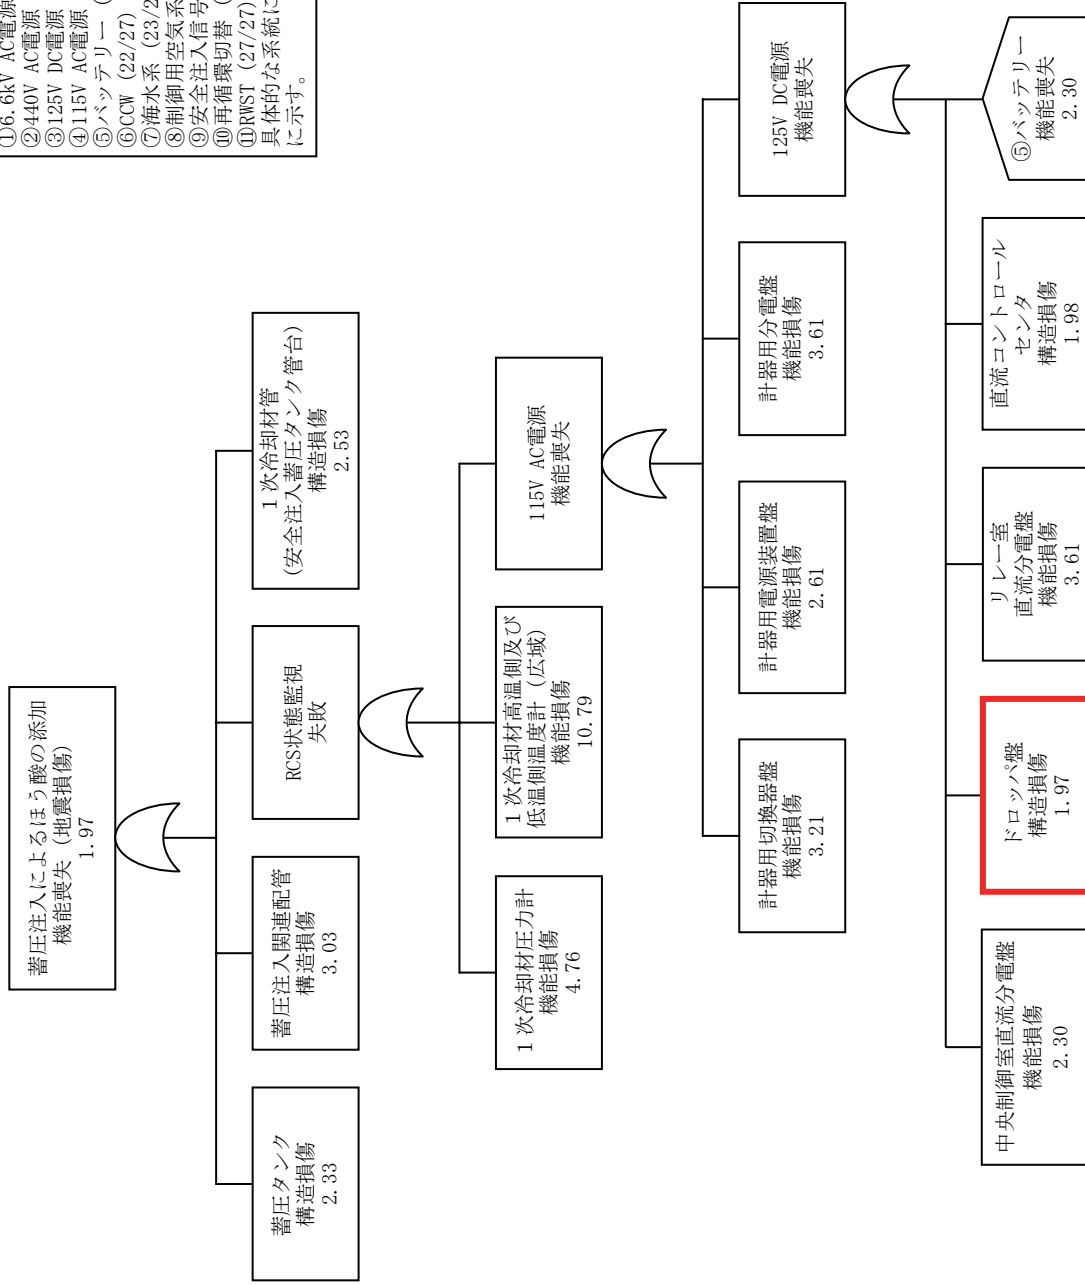 ①6.6kV AC電源
②440V AC電源
③125V DC電源
④115V AC電源
⑤バッテリー（
⑥CCW (22/27)
⑦海水系 (23/2
⑧制御用空気系
⑨安全注入信号
⑩再循環切替（
⑪RWST (27/27)
具体的な系統に
に示す。
蓄圧注入によるほう酸の添加
機能喪失（地震損傷）
1.97
蓄圧タンク
構造損傷
2.33
蓄圧注入関連配管
構造損傷
3.03
RCS状態監視
失敗
1次冷却材管
(安全注入蓄圧タンク管台)
構造損傷
2.53
1次冷却材圧力計
機能損傷
4.76
1次冷却材高温側及び
低温側温度計（広域）
機能損傷
10.79
115V AC電源
機能喪失
計器用切換器盤
機能損傷
3.21
計器用電源装置盤
機能損傷
2.61
計器用分電盤
機能損傷
3.61
125V DC電源
機能喪失
中央制御室直流分電盤
機能損傷
2.30
ドロッパ盤
構造損傷
1.97
リレー室
直流分電盤
機能損傷
3.61
直流コントロール
センタ
構造損傷
1.98
⑤バッテリー
機能喪失
2.30